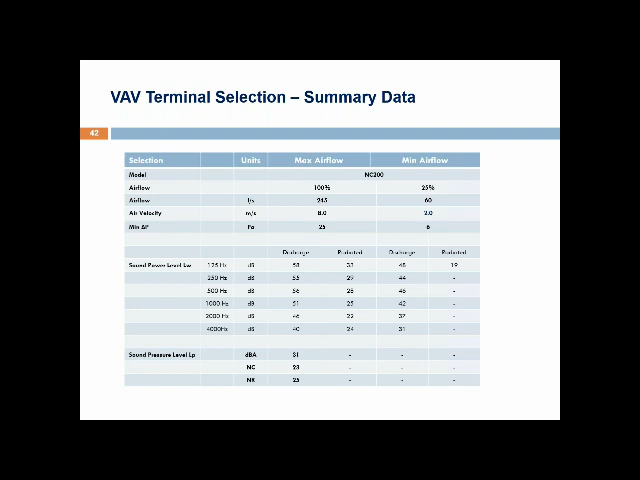 VAV Terminal Selection – Summary Data
42
Selection Units Max Airflow Min Airflow
Model NC200
Airflow 100% 25%
Airflow l/s 245 60
Air Velocity m/s 8.0 2.0
Min ΔP Pa 25 6
Discharge Radiated Discharge Radiated
Sound Power Level Lw 125 Hz dB 58 33 48 19
250 Hz dB 55 29 44 -
500 Hz dB 56 28 46 -
1000 Hz dB 51 25 42 -
2000 Hz dB 46 22 37 -
4000Hz dB 40 24 31 -
Sound Pressure Level Lp dBA 31 - - -
NC 23 - - -
NR 25 - - -